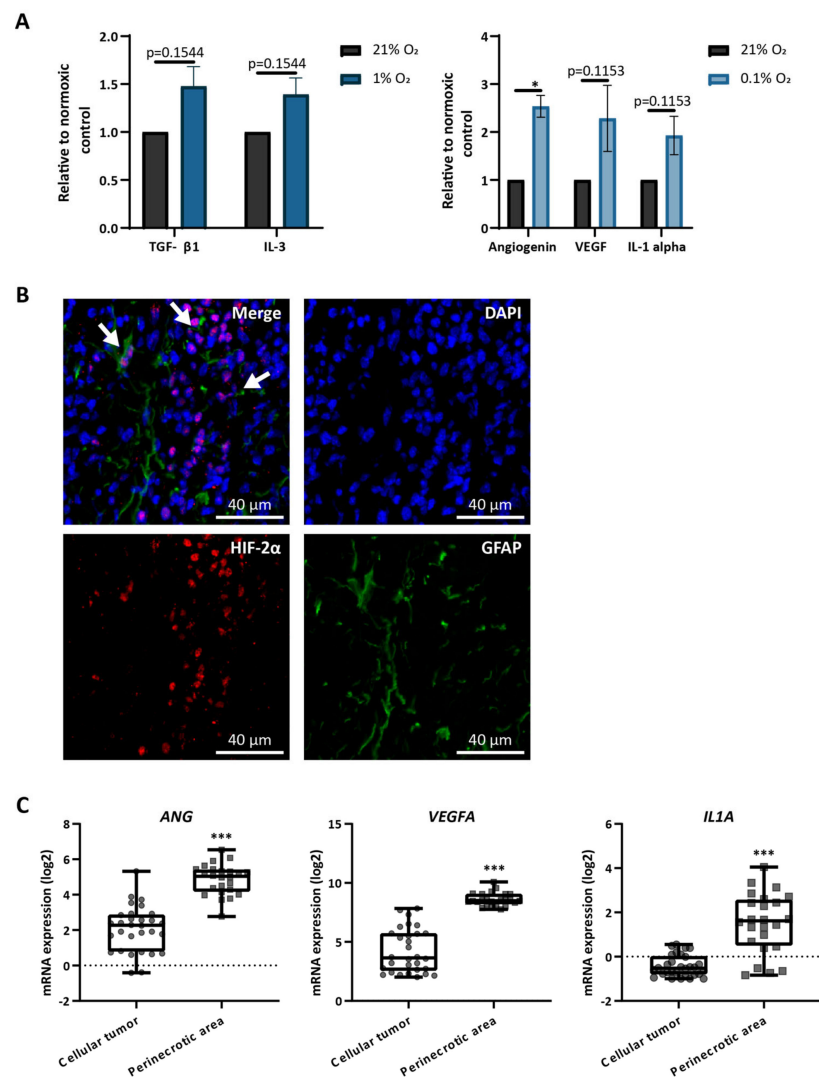 A
Relative to normoxic
control
2.0
1.5
1.0
0.5
0.0
p=0.1544
p=0.1544
TGF- β1
IL-3
21% O₂
1% O₂
Relative to normoxic
control
4
3
2
1
0
*
p=0.1153
p=0.1153
Angiogenin
VEGF
IL-1 alpha
21% O₂
0.1% O₂
B
Merge
40 µm
DAPI
HIF-2α
40 µm
GFAP
40 µm
C
ANG
mRNA expression (log2)
8
6
4
2
0
-2
***
Cellular tumor
Perinecrotic area
VEGFA
mRNA expression (log2)
15
10
5
0
***
Cellular tumor
Perinecrotic area
IL1A
mRNA expression (log2)
6
4
2
0
-2
***
Cellular tumor
Perinecrotic area